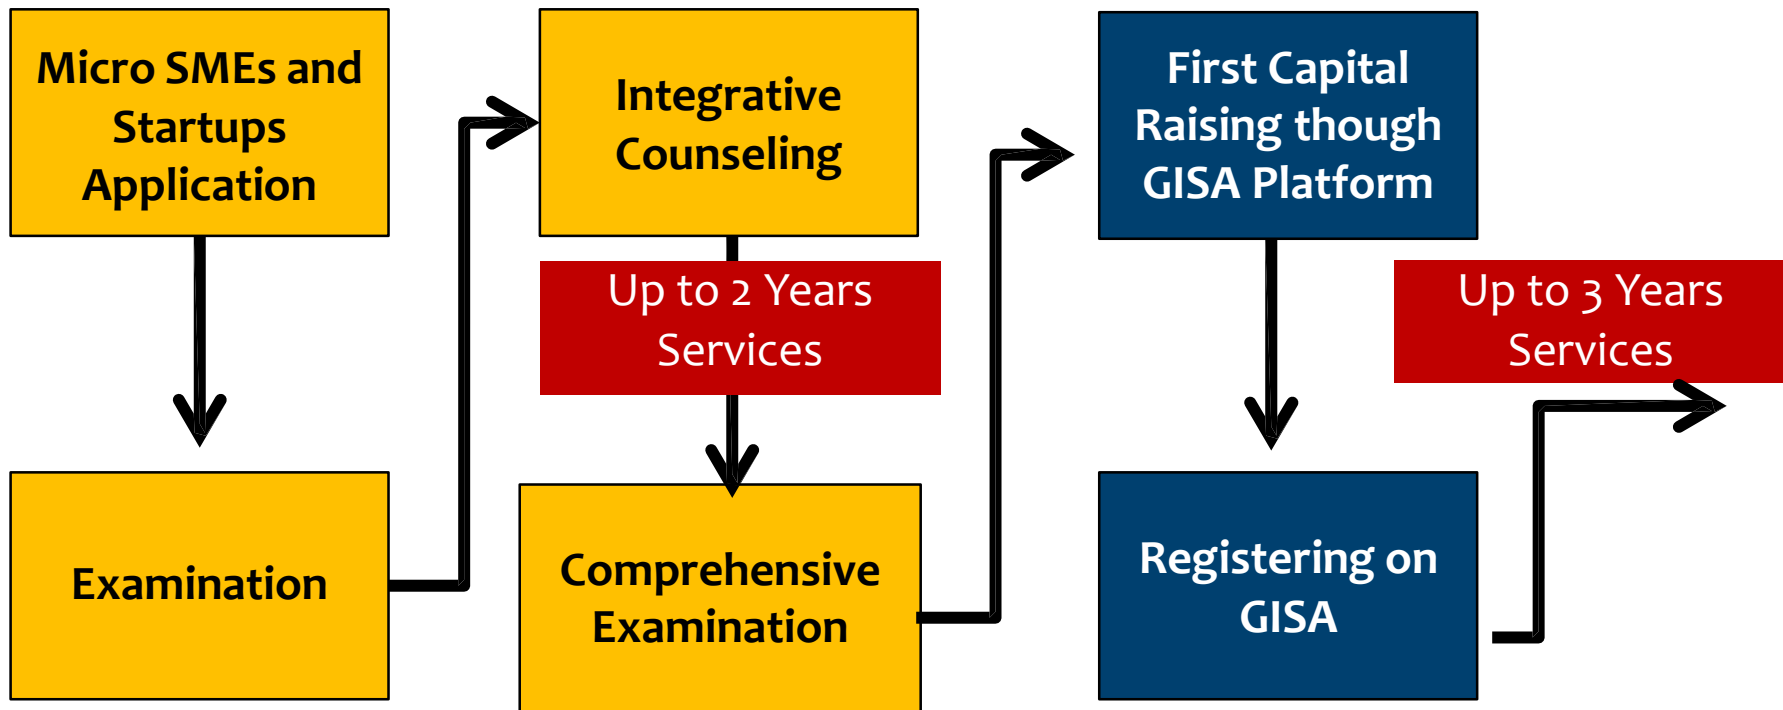 Micro SMEs and
Startups
Application
Examination
Integrative
Counseling
Up to 2 Years
Services
Comprehensive
Examination
First Capital
Raising though
GISA Platform
Registering on
GISA
Up to 3 Years
Services